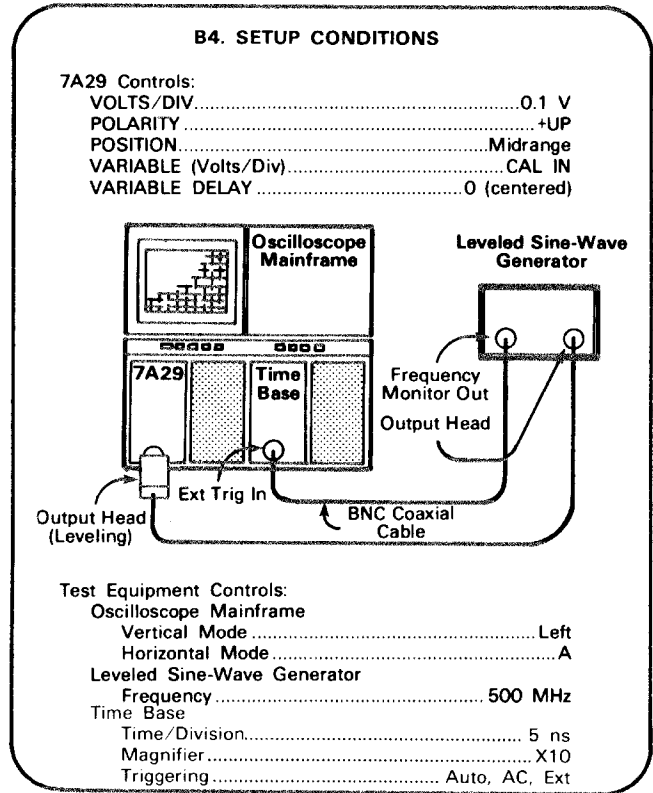 B4. SETUP CONDITIONS
7A29 Controls:
VOLTS/DIV..........0.1 V
POLARITY..........+UP
POSITION..........Midrange
VARIABLE (Volts/Div)..........CAL IN
VARIABLE DELAY..........0 (centered)
Oscilloscope
Mainframe
Leveled Sine-Wave
Generator
7A29
Time
Base
Frequency
Monitor Out
Output Head
Ext Trig In
Output Head
(Leveling)
BNC Coaxial
Cable
Test Equipment Controls:
Oscilloscope Mainframe
Vertical Mode..........Left
Horizontal Mode..........A
Leveled Sine-Wave Generator
Frequency..........500 MHz
Time Base
Time/Division..........5 ns
Magnifier..........X10
Triggering..........Auto, AC, Ext